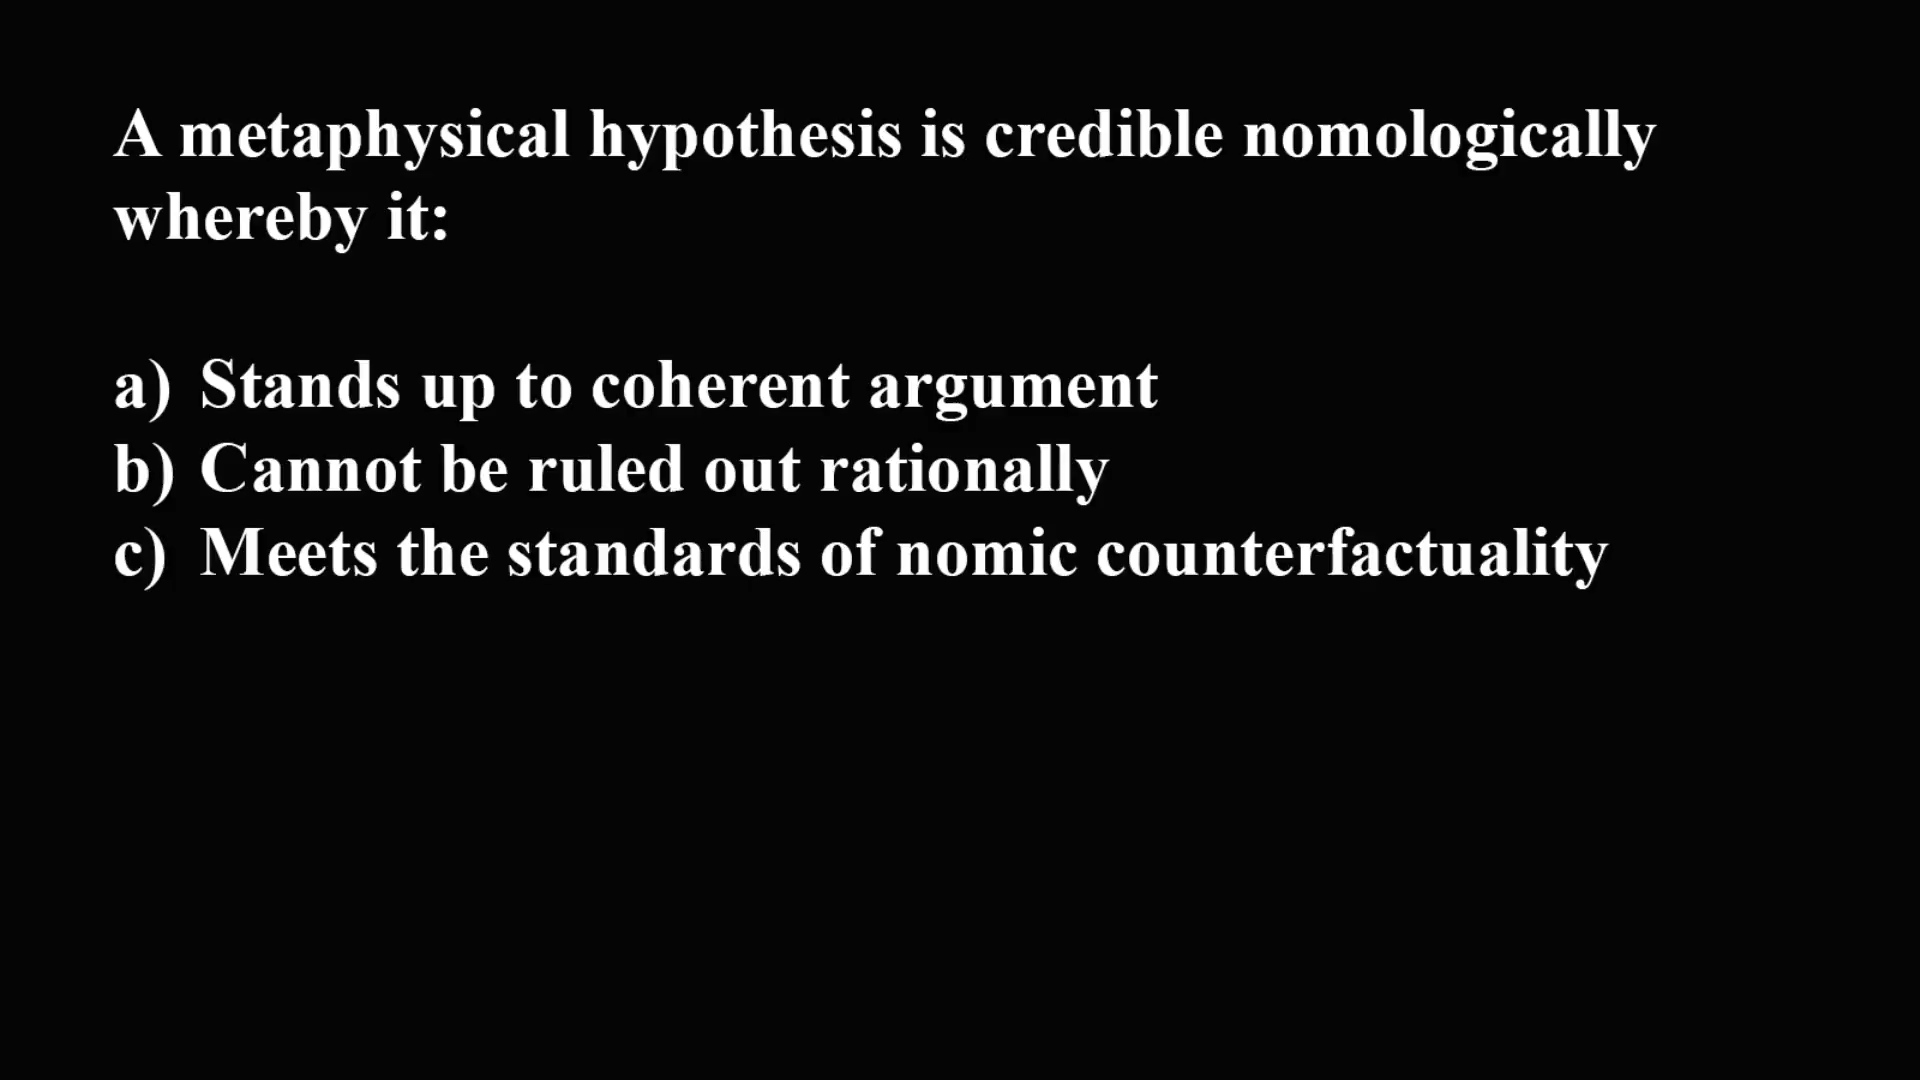 A metaphysical hypothesis is credible nomologically
whereby it:
a) Stands up to coherent argument
b) Cannot be ruled out rationally
c) Meets the standards of nomic counterfactuality